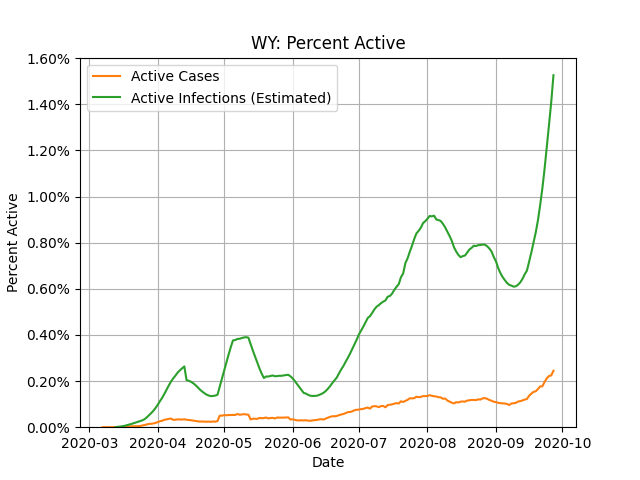 WY: Percent Active
Active Cases
Active Infections (Estimated)
Percent Active
1.60%
1.40%
1.20%
1.00%
0.80%
0.60%
0.40%
0.20%
0.00%
2020-03 2020-04 2020-05 2020-06 2020-07 2020-08 2020-09 2020-10
Date